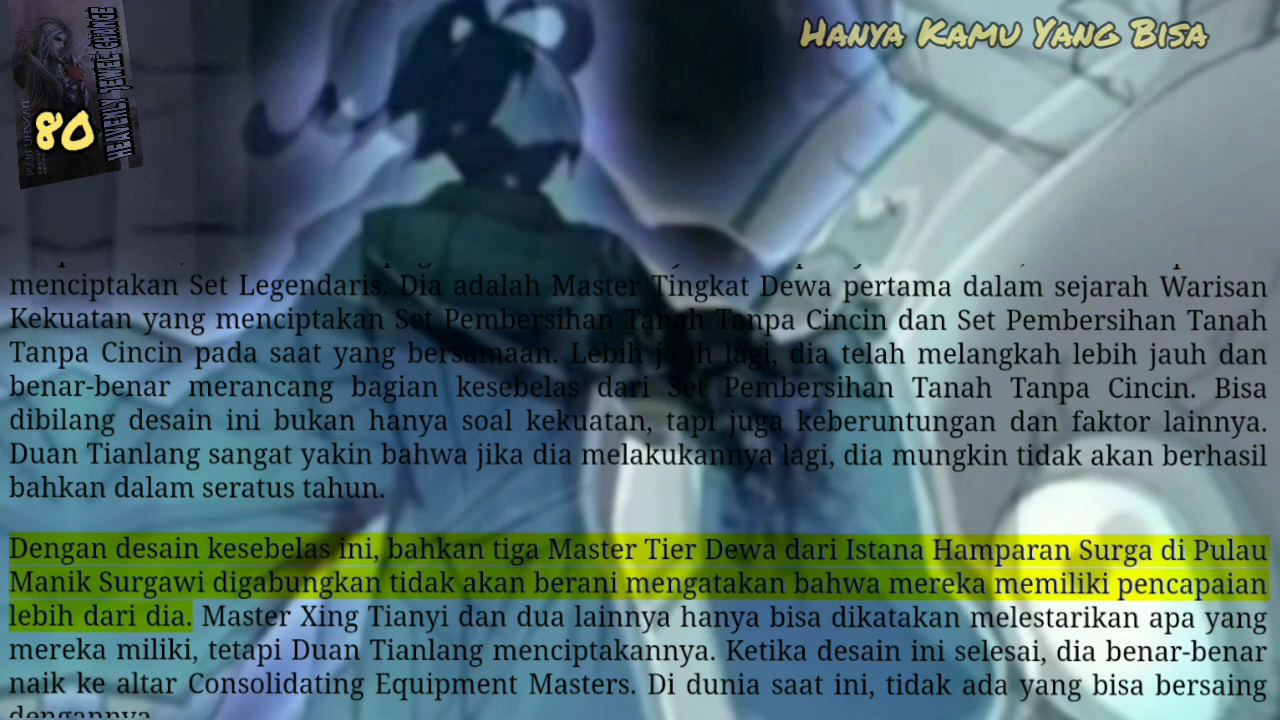 HEAVENLY JEWEL CHANGE
80
Hanya Kamu Yang Bisa
menciptakan Set Legendaris. Dia adalah Master Tingkat Dewa pertama dalam sejarah Warisan
Kekuatan yang menciptakan Set Pembersihan Tanah Tanpa Cincin dan Set Pembersihan Tanah
Tanpa Cincin pada saat yang bersamaan. Lebih jauh lagi, dia telah melangkah lebih jauh dan
benar-benar merancang bagian kesebelas dari Set Pembersihan Tanah Tanpa Cincin. Bisa
dibilang desain ini bukan hanya soal kekuatan, tapi juga keberuntungan dan faktor lainnya.
Duan Tianlang sangat yakin bahwa jika dia melakukannya lagi, dia mungkin tidak akan berhasil
bahkan dalam seratus tahun.
Dengan desain kesebelas ini, bahkan tiga Master Tier Dewa dari Istana Hamparan Surga di Pulau
Manik Surgawi digabungkan tidak akan berani mengatakan bahwa mereka memiliki pencapaian
lebih dari dia. Master Xing Tianyi dan dua lainnya hanya bisa dikatakan melestarikan apa yang
mereka miliki, tetapi Duan Tianlang menciptakannya. Ketika desain ini selesai, dia benar-benar
naik ke altar Consolidating Equipment Masters. Di dunia saat ini, tidak ada yang bisa bersaing
dengannya